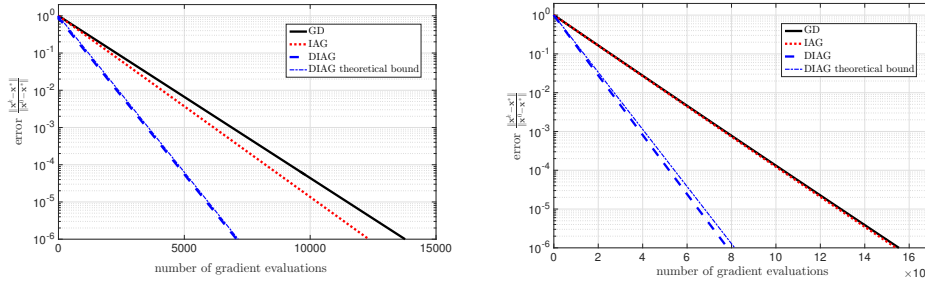 10^0
10^-1
10^-2
10^-3
10^-4
10^-5
10^-6
error ||x^k − x*|| / ||x^0 − x*||
GD
IAG
DIAG
DIAG theoretical bound
0 5000 10000 15000
number of gradient evaluations
10^0
10^-1
10^-2
10^-3
10^-4
10^-5
10^-6
error ||x^k − x*|| / ||x^0 − x*||
GD
IAG
DIAG
DIAG theoretical bound
0 2 4 6 8 10 12 14 16
number of gradient evaluations
×10